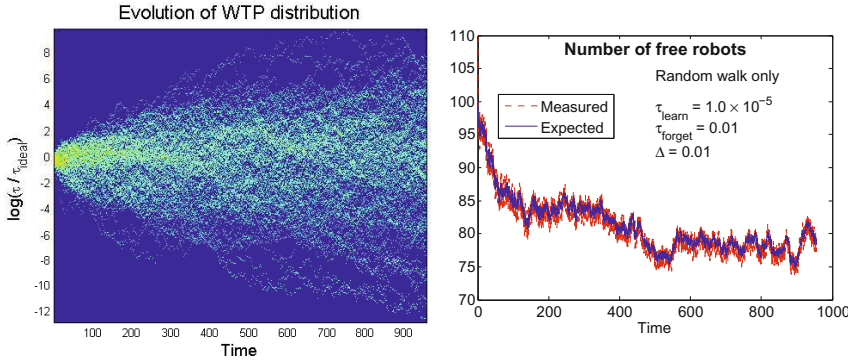 Evolution of WTP distribution
log(τ / τideal)
8
6
4
2
0
-2
-4
-6
-8
-10
-12
100 200 300 400 500 600 700 800 900
Time
Number of free robots
Random walk only
Measured
Expected
τlearn = 1.0 × 10⁻⁵
τforget = 0.01
Δ = 0.01
110
105
100
95
90
85
80
75
70
0 200 400 600 800 1000
Time